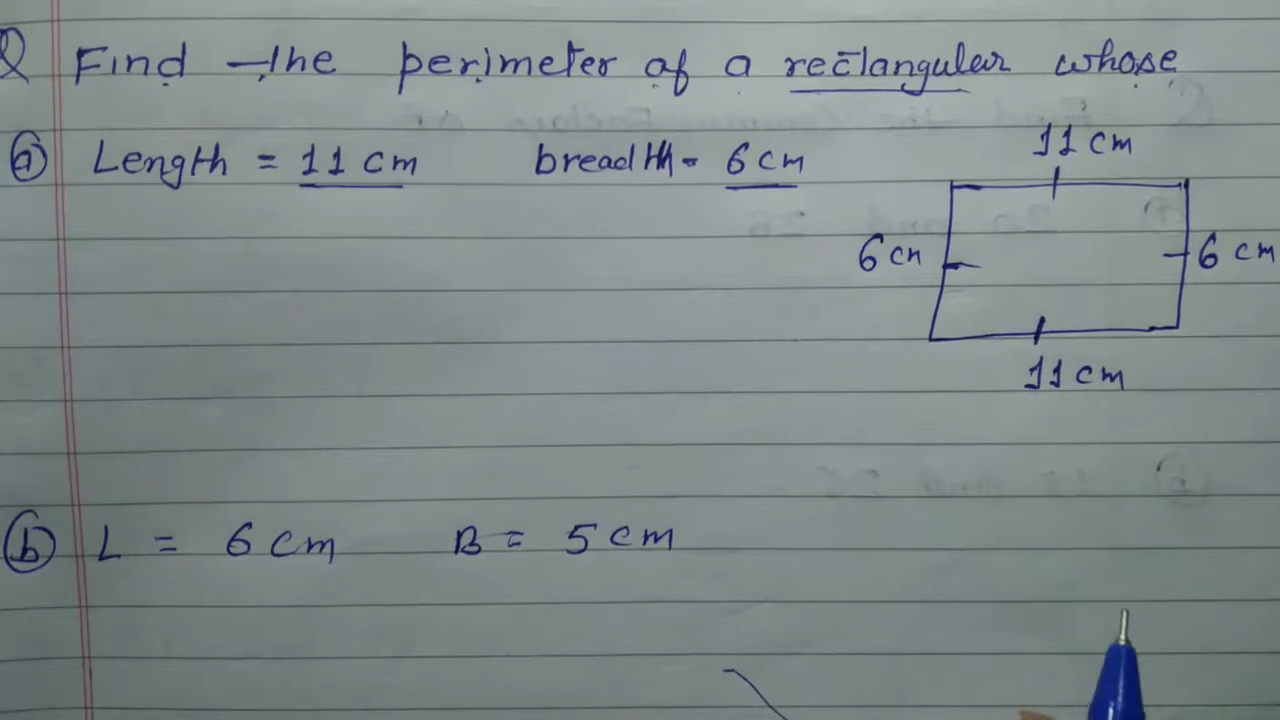 Q Find the perimeter of a rectangular whose
(a) Length = 11 cm breadth = 6 cm
11 cm
6 cm
6 cm
11 cm
(b) L = 6 cm B = 5 cm